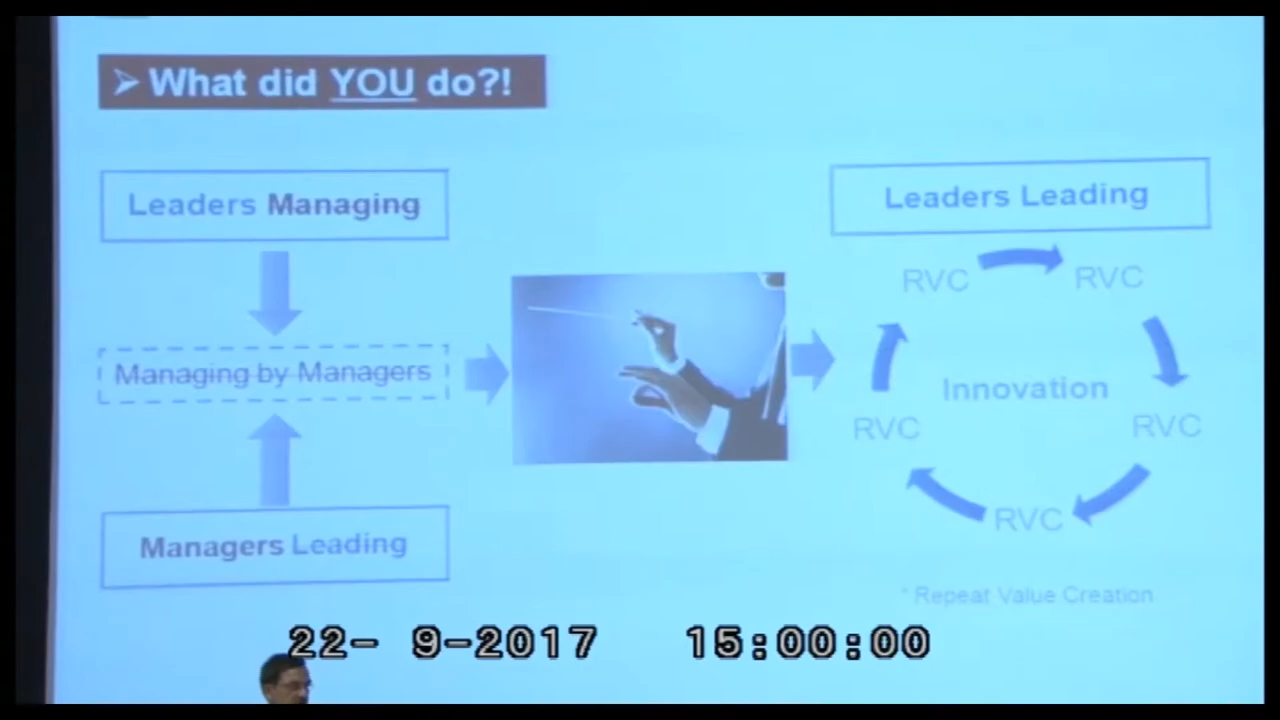 ➢ What did YOU do?!
Leaders Managing
Managing by Managers
Managers Leading
Leaders Leading
RVC
RVC
RVC
RVC
RVC
Innovation
* Repeat Value Creation
22- 9-2017 15:00:00